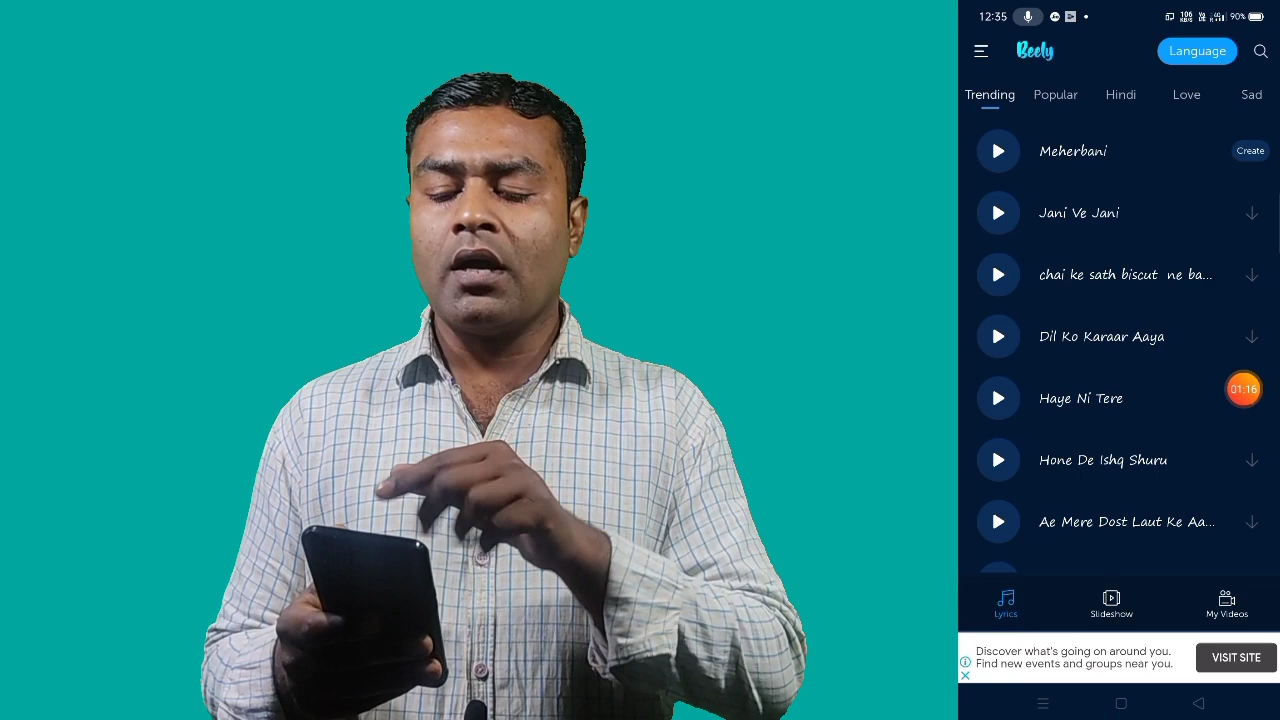 12:35
106 KB/S
90%
Beely
Language
Trending
Popular
Hindi
Love
Sad
Meherbani
Create
Jani Ve Jani
chai ke sath biscut ne ba...
Dil Ko Karaar Aaya
01:16
Haye Ni Tere
Hone De Ishq Shuru
Ae Mere Dost Laut Ke Aa...
Lyrics
Slideshow
My Videos
Discover what's going on around you.
Find new events and groups near you.
VISIT SITE